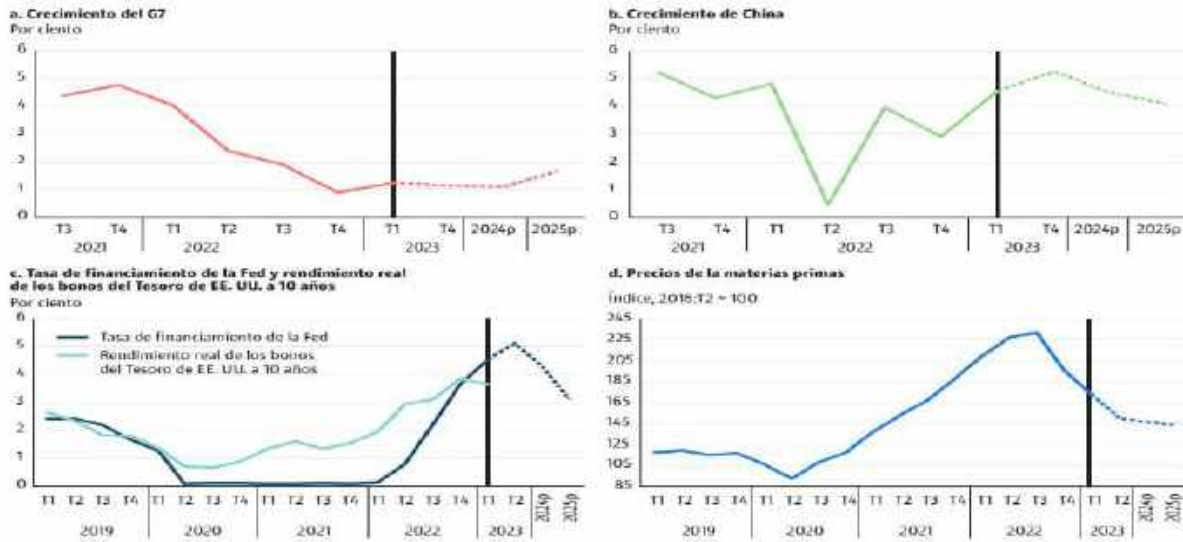 a. Crecimiento del G7
Por ciento
6
5
4
3
2
1
0
T3 T4 T1 T2 T3 T4 T1 T4 2024p 2025p
2021 2022 2023
b. Crecimiento de China
Por ciento
6
5
4
3
2
1
0
T3 T4 T1 T2 T3 T4 T1 T4 2024p 2025p
2021 2022 2023
c. Tasa de financiamiento de la Fed y rendimiento real
de los bonos del Tesoro de EE. UU. a 10 años
Por ciento
6
5
4
3
2
1
0
Tasa de financiamiento de la Fed
Rendimiento real de los bonos
del Tesoro de EE. UU. a 10 años
T1 T2 T3 T4 T1 T2 T3 T4 T1 T2 T3 T4 T1 T2 T3 T4 T1 T2 2024p 2025p
2019 2020 2021 2022 2023
d. Precios de la materias primas
Índice, 2018:T2 = 100
245
225
205
185
165
145
125
105
85
T1 T2 T3 T4 T1 T2 T3 T4 T1 T2 T3 T4 T1 T2 T3 T4 T1 T2 2024p 2025p
2019 2020 2021 2022 2023